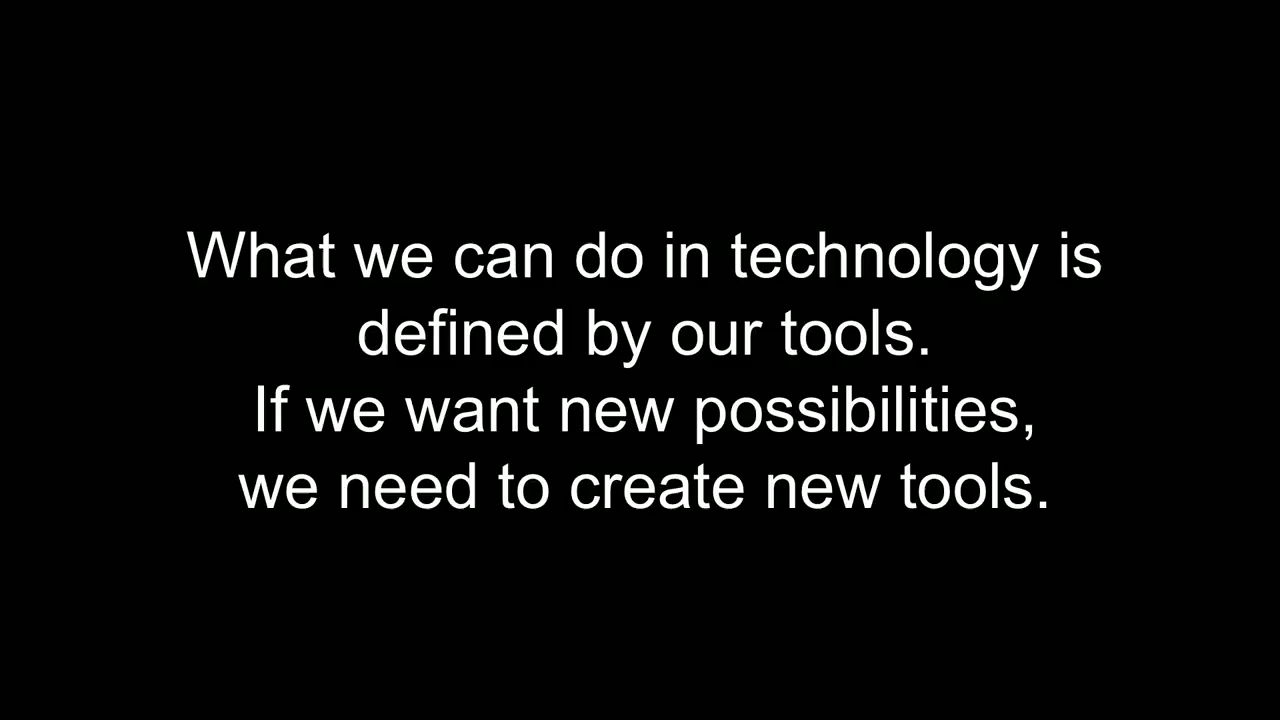 What we can do in technology is
defined by our tools.
If we want new possibilities,
we need to create new tools.